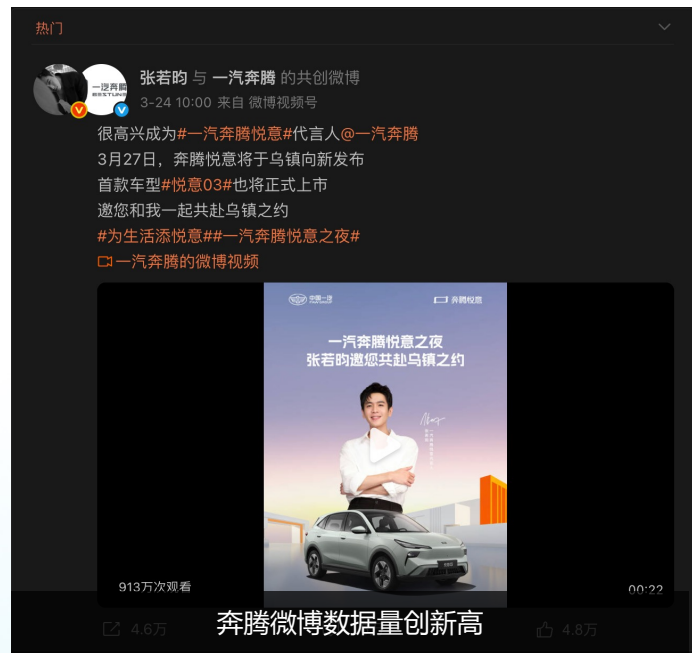 热门
张若昀 与 一汽奔腾 的共创微博
3-24 10:00 来自 微博视频号
很高兴成为#一汽奔腾悦意#代言人@一汽奔腾
3月27日，奔腾悦意将于乌镇向新发布
首款车型#悦意03#也将正式上市
邀您和我一起共赴乌镇之约
#为生活添悦意##一汽奔腾悦意之夜#
一汽奔腾的微博视频
中国一汽
奔腾悦意
一汽奔腾悦意之夜
张若昀邀您共赴乌镇之约
913万次观看
00:22
4.6万
奔腾微博数据量创新高
4.8万